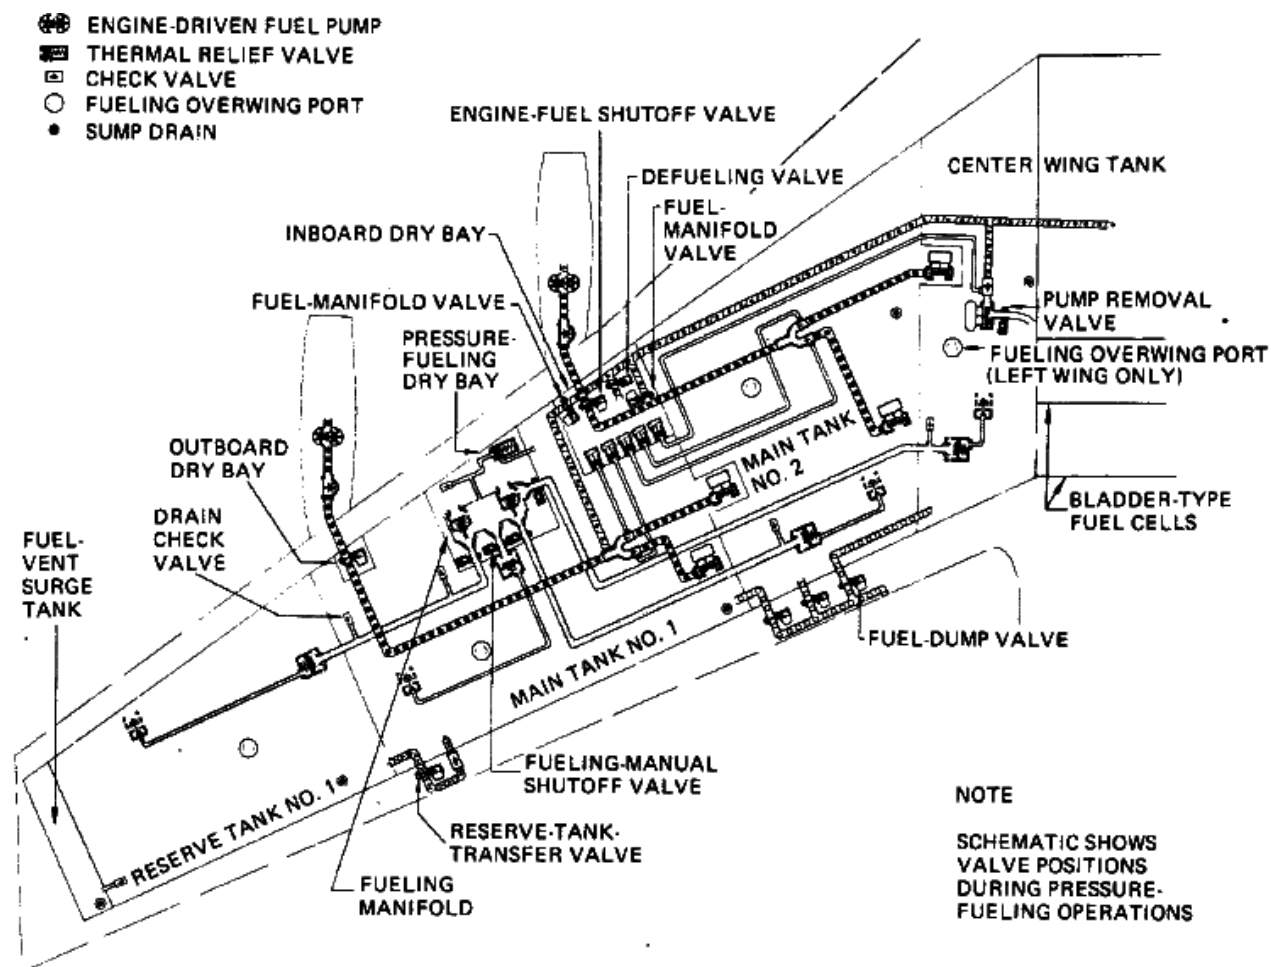 ENGINE-DRIVEN FUEL PUMP
THERMAL RELIEF VALVE
CHECK VALVE
FUELING OVERWING PORT
SUMP DRAIN
ENGINE-FUEL SHUTOFF VALVE
CENTER WING TANK
DEFUELING VALVE
FUEL-
MANIFOLD
VALVE
INBOARD DRY BAY
FUEL-MANIFOLD VALVE
PRESSURE-
FUELING
DRY BAY
PUMP REMOVAL
VALVE
FUELING OVERWING PORT
(LEFT WING ONLY)
OUTBOARD
DRY BAY
MAIN TANK
NO. 2
BLADDER-TYPE
FUEL CELLS
DRAIN
CHECK
VALVE
FUEL-
VENT
SURGE
TANK
FUEL-DUMP VALVE
MAIN TANK NO. 1
FUELING-MANUAL
SHUTOFF VALVE
RESERVE TANK NO. 1
RESERVE-TANK-
TRANSFER VALVE
FUELING
MANIFOLD
NOTE
SCHEMATIC SHOWS
VALVE POSITIONS
DURING PRESSURE-
FUELING OPERATIONS